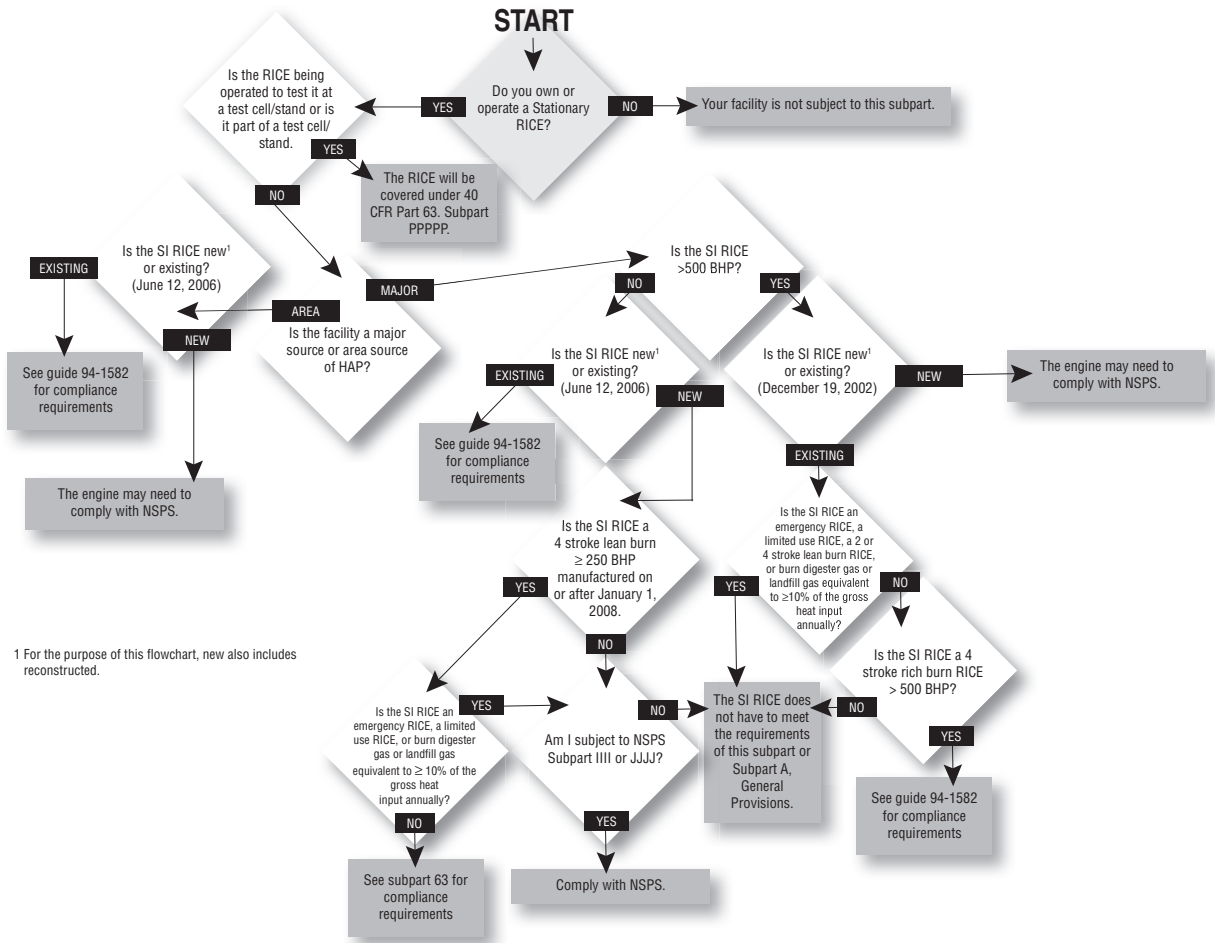 START
Do you own or
operate a Stationary
RICE?
YES
NO
Your facility is not subject to this subpart.
Is the RICE being
operated to test it at
a test cell/stand or is
it part of a test cell/
stand.
YES
The RICE will be
covered under 40
CFR Part 63. Subpart
PPPPP.
NO
Is the facility a major
source or area source
of HAP?
AREA
MAJOR
Is the SI RICE new¹
or existing?
(June 12, 2006)
EXISTING
NEW
See guide 94-1582
for compliance
requirements
The engine may need to
comply with NSPS.
Is the SI RICE
>500 BHP?
NO
YES
Is the SI RICE new¹
or existing?
(June 12, 2006)
EXISTING
NEW
See guide 94-1582
for compliance
requirements
Is the SI RICE new¹
or existing?
(December 19, 2002)
NEW
The engine may need to
comply with NSPS.
EXISTING
Is the SI RICE a
4 stroke lean burn
≥ 250 BHP
manufactured on
or after January 1,
2008.
YES
NO
Is the SI RICE an
emergency RICE, a
limited use RICE, a 2 or
4 stroke lean burn RICE,
or burn digester gas or
landfill gas equivalent
to ≥10% of the gross
heat input
annually?
YES
NO
Is the SI RICE a 4
stroke rich burn RICE
> 500 BHP?
NO
YES
The SI RICE does
not have to meet
the requirements
of this subpart or
Subpart A,
General
Provisions.
See guide 94-1582
for compliance
requirements
Is the SI RICE an
emergency RICE, a limited
use RICE, or burn digester
gas or landfill gas
equivalent to ≥ 10% of the
gross heat
input annually?
YES
NO
Am I subject to NSPS
Subpart IIII or JJJJ?
NO
YES
See subpart 63 for
compliance
requirements
Comply with NSPS.
1 For the purpose of this flowchart, new also includes
reconstructed.